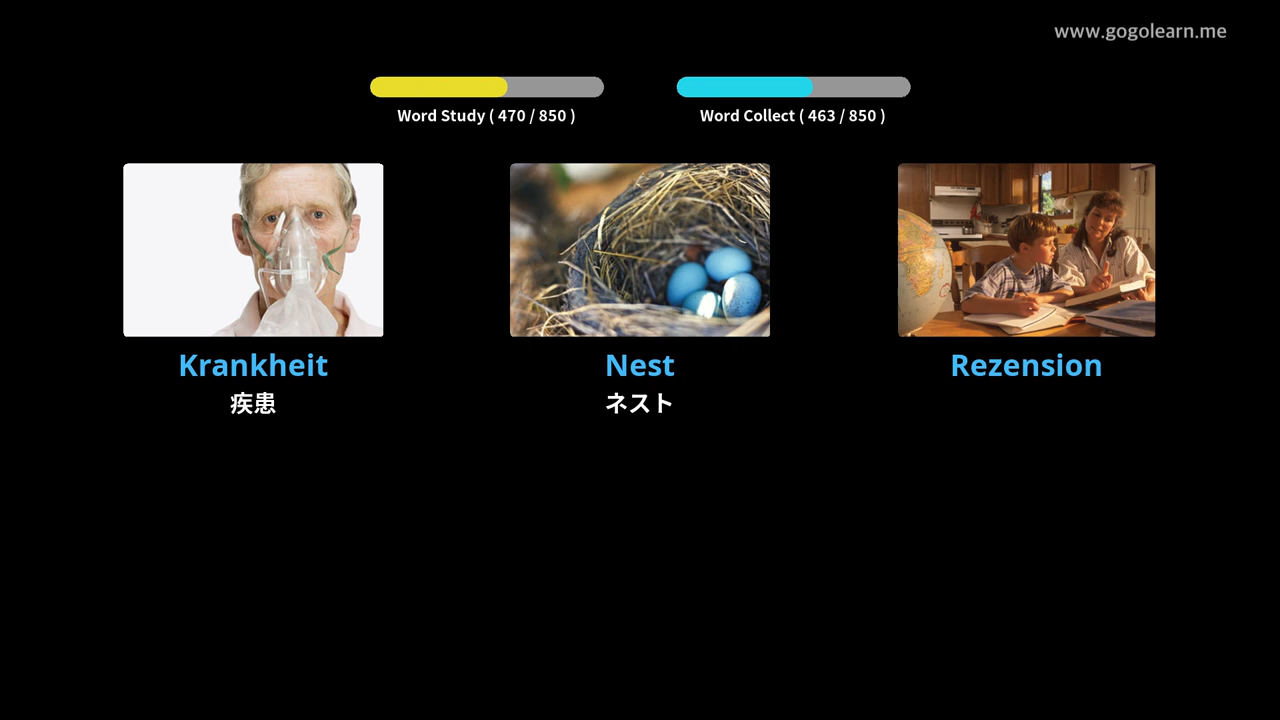 www.gogolearn.me
Word Study ( 470 / 850 )
Word Collect ( 463 / 850 )
Krankheit
疾患
Nest
ネスト
Rezension